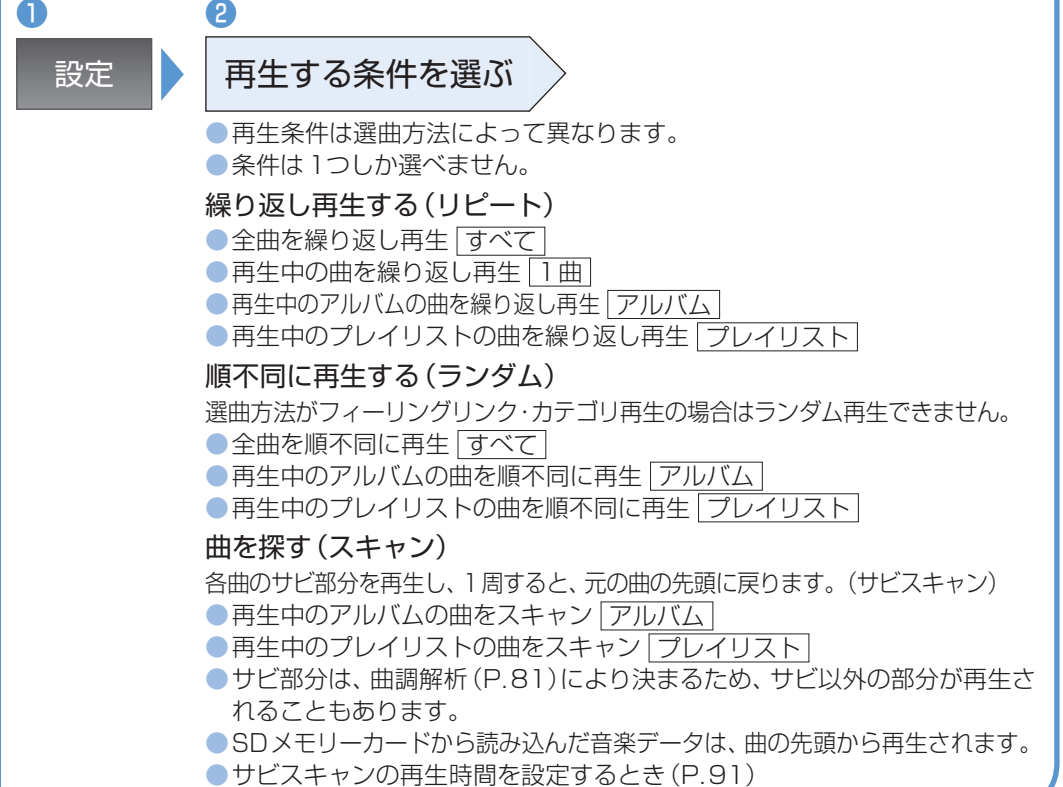 ❶ ❷
設定 再生する条件を選ぶ
●再生条件は選曲方法によって異なります。
●条件は1つしか選べません。
繰り返し再生する(リピート)
●全曲を繰り返し再生 すべて
●再生中の曲を繰り返し再生 1曲
●再生中のアルバムの曲を繰り返し再生 アルバム
●再生中のプレイリストの曲を繰り返し再生 プレイリスト
順不同に再生する(ランダム)
選曲方法がフィーリングリンク・カテゴリ再生の場合はランダム再生できません。
●全曲を順不同に再生 すべて
●再生中のアルバムの曲を順不同に再生 アルバム
●再生中のプレイリストの曲を順不同に再生 プレイリスト
曲を探す(スキャン)
各曲のサビ部分を再生し、1周すると、元の曲の先頭に戻ります。(サビスキャン)
●再生中のアルバムの曲をスキャン アルバム
●再生中のプレイリストの曲をスキャン プレイリスト
●サビ部分は、曲調解析(P.81)により決まるため、サビ以外の部分が再生さ
れることもあります。
●SDメモリーカードから読み込んだ音楽データは、曲の先頭から再生されます。
●サビスキャンの再生時間を設定するとき(P.91)